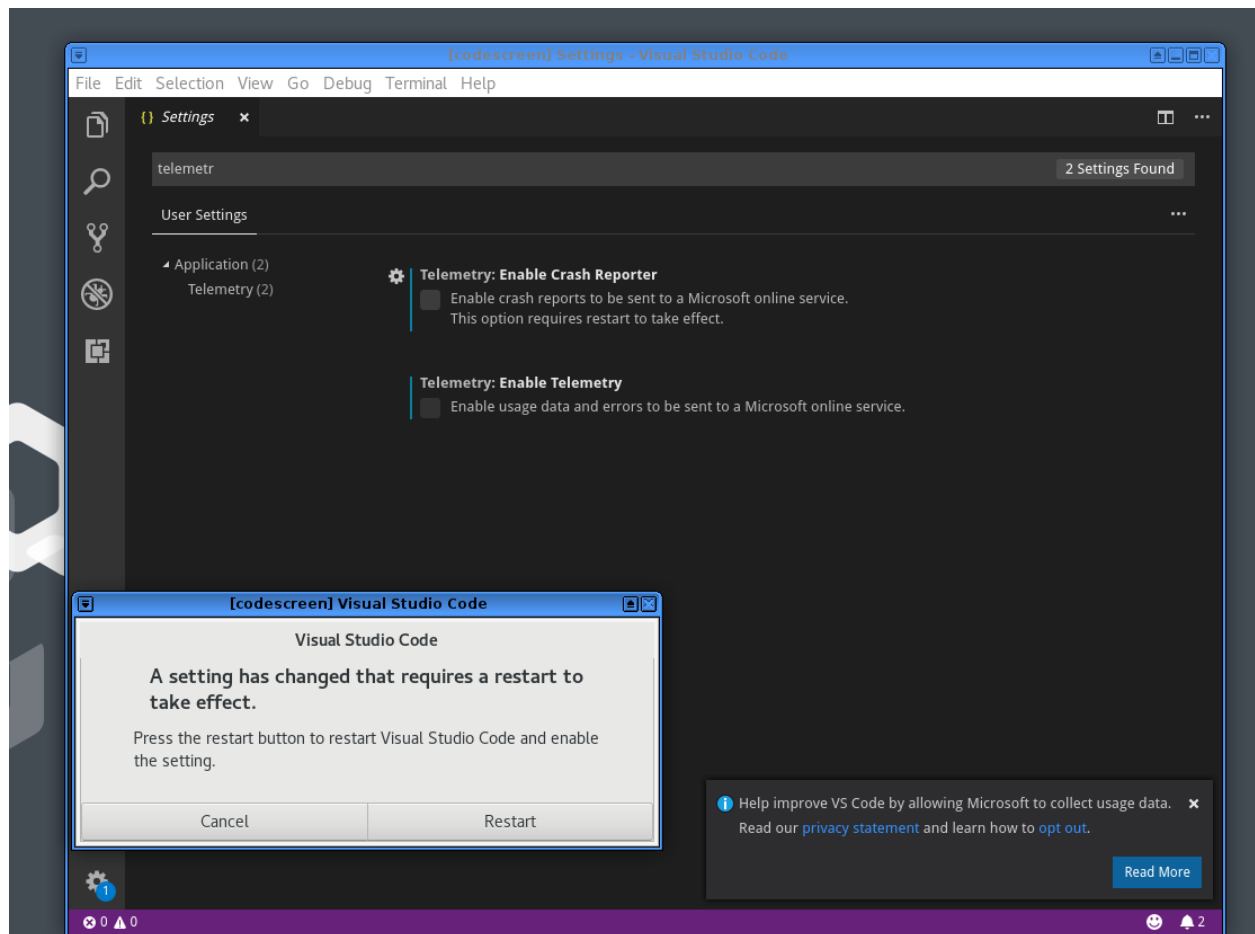 [codescreen] Settings - Visual Studio Code
File Edit Selection View Go Debug Terminal Help
{} Settings
telemetr
2 Settings Found
User Settings
Application (2)
Telemetry (2)
Telemetry: Enable Crash Reporter
Enable crash reports to be sent to a Microsoft online service.
This option requires restart to take effect.
Telemetry: Enable Telemetry
Enable usage data and errors to be sent to a Microsoft online service.
[codescreen] Visual Studio Code
Visual Studio Code
A setting has changed that requires a restart to
take effect.
Press the restart button to restart Visual Studio Code and enable
the setting.
Cancel
Restart
Help improve VS Code by allowing Microsoft to collect usage data.
Read our privacy statement and learn how to opt out.
Read More
1
0 0
2